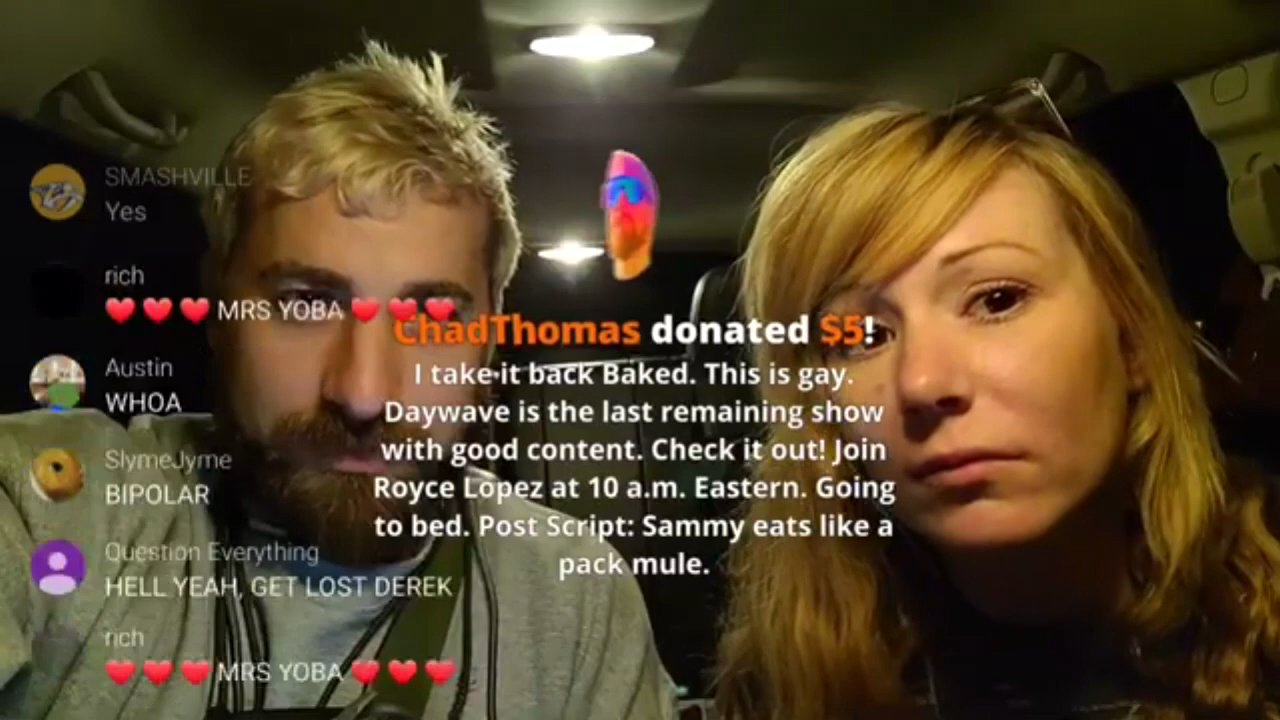 SMASHVILLE
Yes
rich
❤️❤️❤️ MRS YOBA ❤️❤️❤️
Austin
WHOA
SlymeJyme
BIPOLAR
Question Everything
HELL YEAH, GET LOST DEREK
rich
❤️❤️❤️ MRS YOBA ❤️❤️❤️
ChadThomas donated $5!
I take it back Baked. This is gay.
Daywave is the last remaining show
with good content. Check it out! Join
Royce Lopez at 10 a.m. Eastern. Going
to bed. Post Script: Sammy eats like a
pack mule.